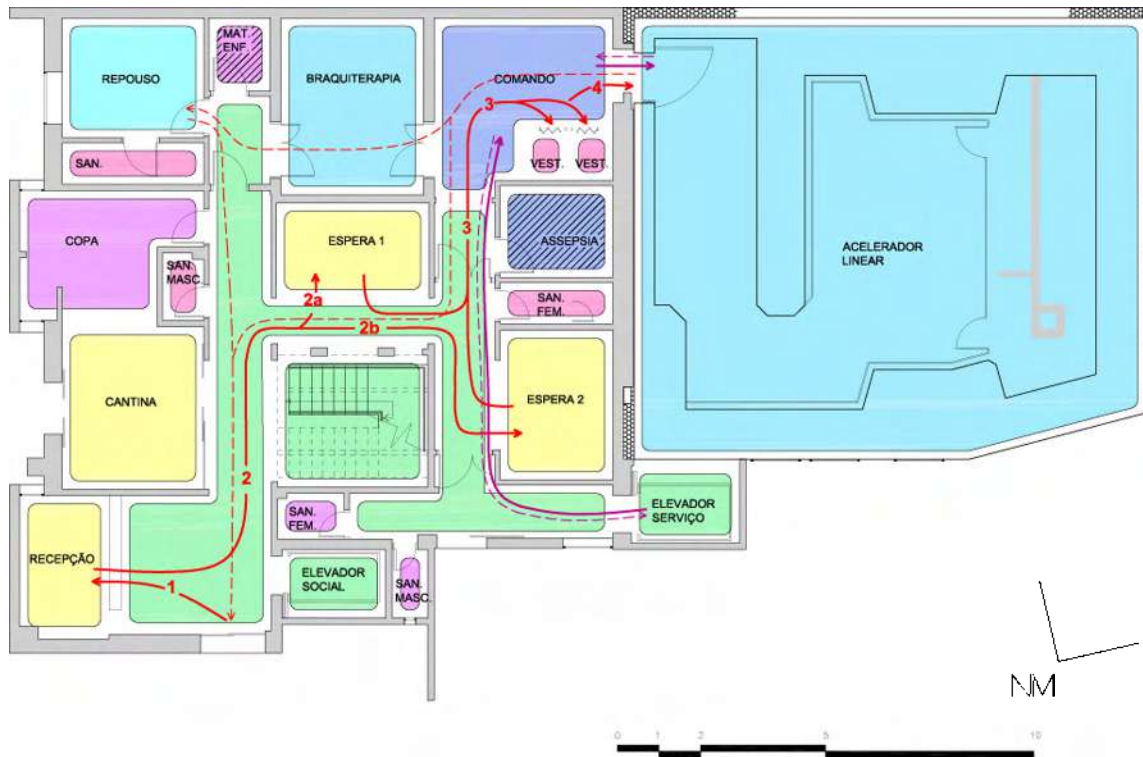 MAT.
ENF.
REPOUSO
BRAQUITERAPIA
COMANDO
4
3
SAN.
VEST.
VEST.
COPA
ESPERA 1
3
ASSEPSIA
ACELERADOR
LINEAR
SAN.
MASC.
2a
SAN.
FEM.
2b
CANTINA
ESPERA 2
2
RECEPÇÃO
SAN.
FEM.
ELEVADOR
SERVIÇO
1
ELEVADOR
SOCIAL
SAN.
MASC.
NM
0
1
2
5
10